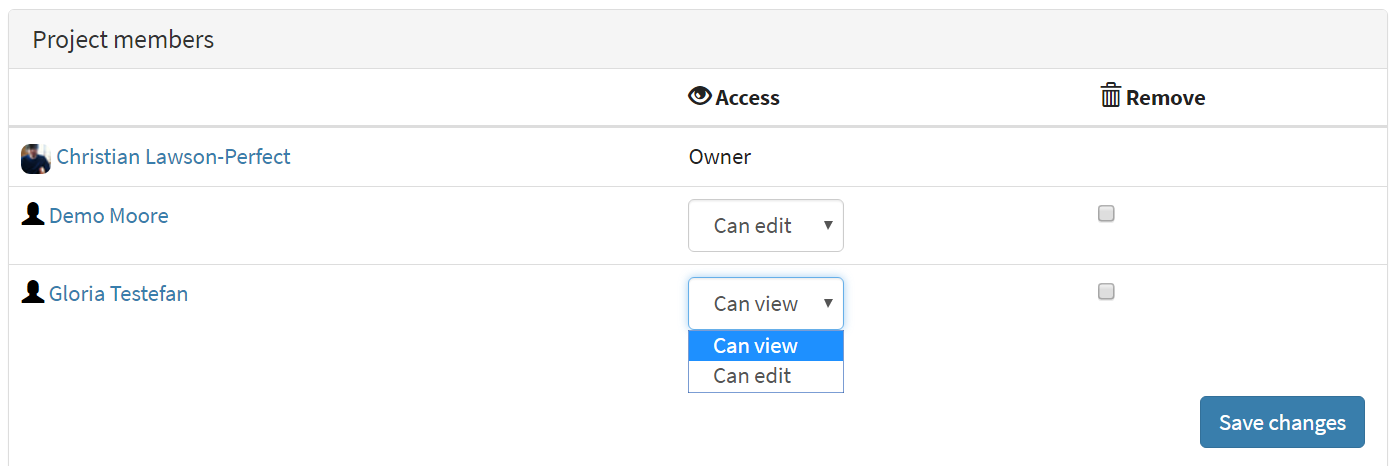 Project members
Access Remove
Christian Lawson-Perfect Owner
Demo Moore Can edit
Gloria Testefan Can view
Can view
Can edit
Save changes